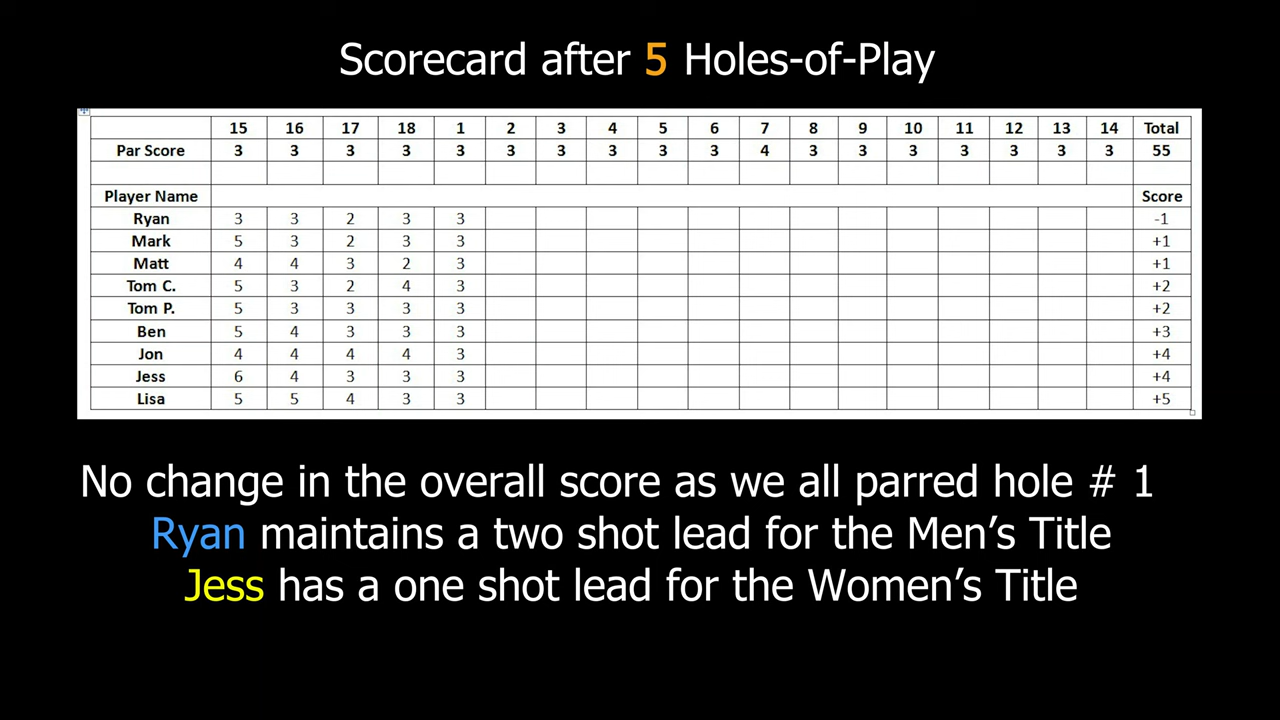 Scorecard after 5 Holes-of-Play
15 16 17 18 1 2 3 4 5 6 7 8 9 10 11 12 13 14 Total
Par Score 3 3 3 3 3 3 3 3 3 3 4 3 3 3 3 3 3 3 55
Player Name Score
Ryan 3 3 2 3 3 -1
Mark 5 3 2 3 3 +1
Matt 4 4 3 2 3 +1
Tom C. 5 3 2 4 3 +2
Tom P. 5 3 3 3 3 +2
Ben 5 4 3 3 3 +3
Jon 4 4 4 4 3 +4
Jess 6 4 3 3 3 +4
Lisa 5 5 4 3 3 +5
No change in the overall score as we all parred hole # 1
Ryan maintains a two shot lead for the Men’s Title
Jess has a one shot lead for the Women’s Title